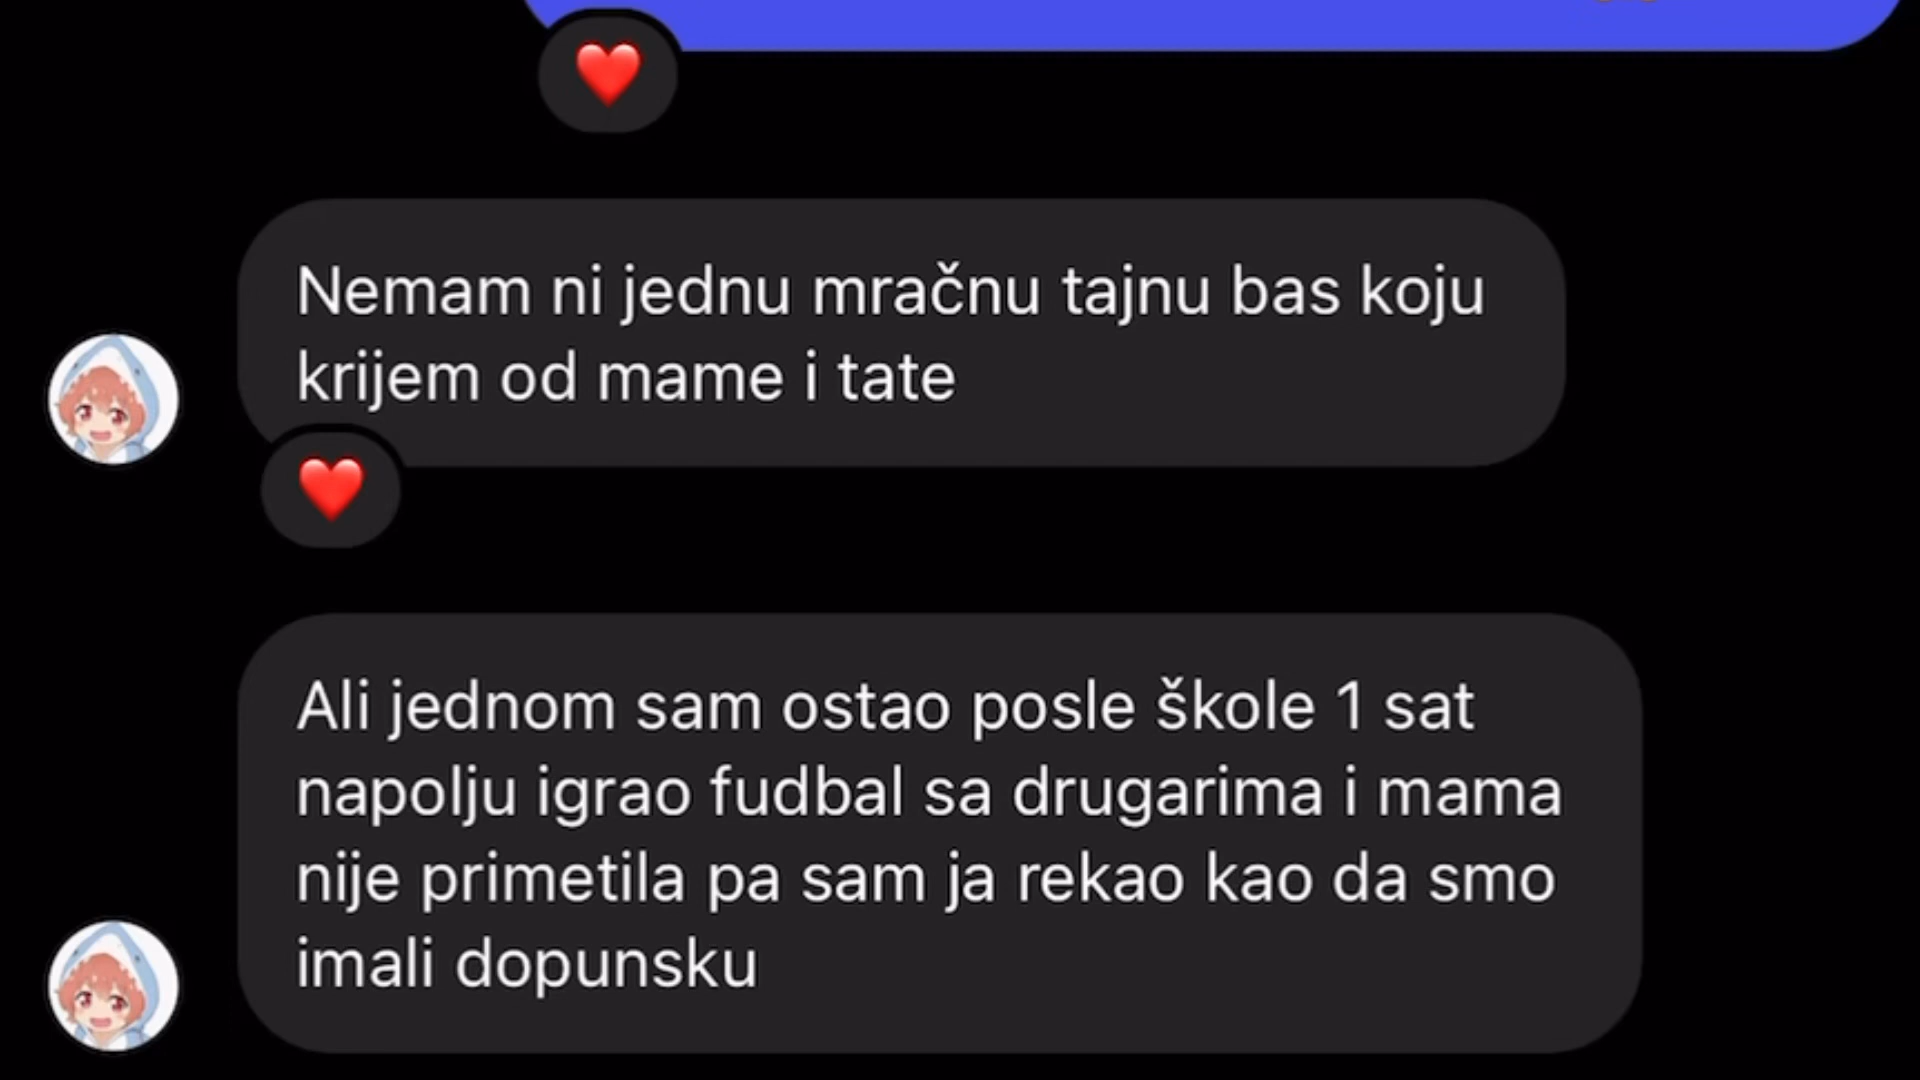 Nemam ni jednu mračnu tajnu bas koju
krijem od mame i tate
Ali jednom sam ostao posle škole 1 sat
napolju igrao fudbal sa drugarima i mama
nije primetila pa sam ja rekao kao da smo
imali dopunsku